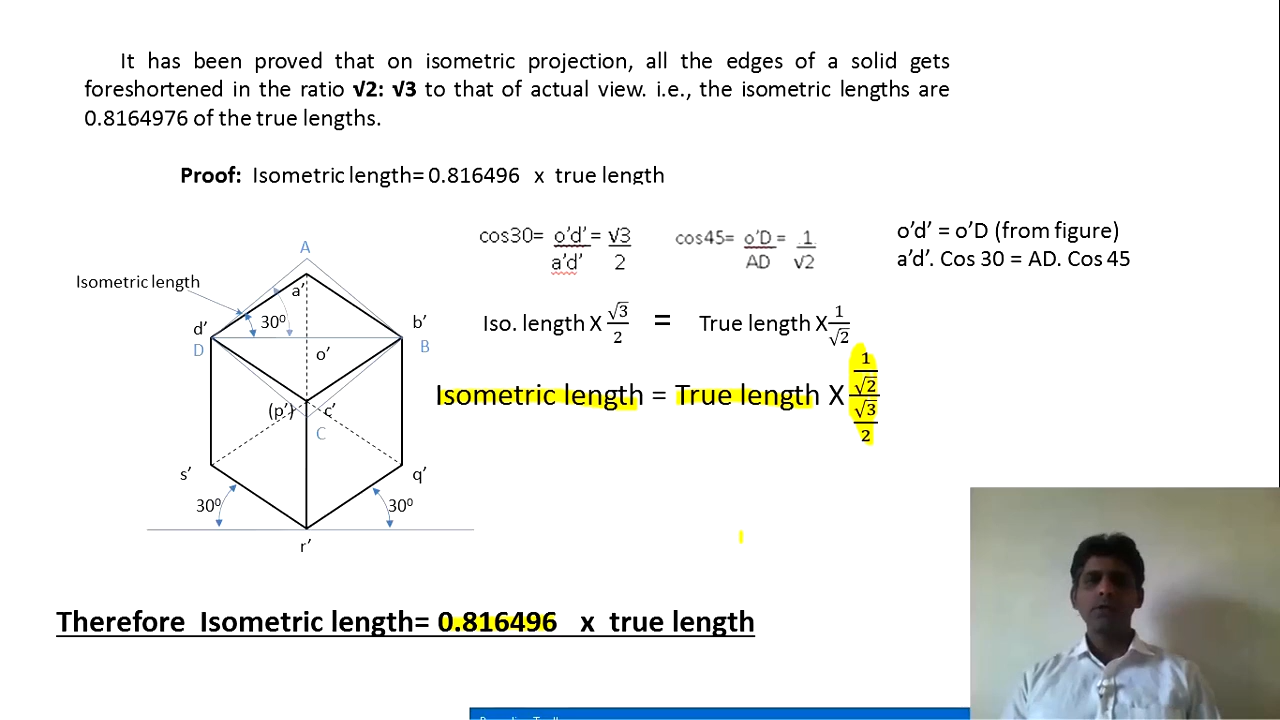 It has been proved that on isometric projection, all the edges of a solid gets
foreshortened in the ratio √2: √3 to that of actual view. i.e., the isometric lengths are
0.8164976 of the true lengths.
Proof: Isometric length= 0.816496 x true length
cos30= o’d’ = √3
a’d’ 2
cos45= o’D = 1
AD √2
o’d’ = o’D (from figure)
a’d’. Cos 30 = AD. Cos 45
A
Isometric length
a’
d’
30⁰
b’
D
o’
B
(p’)
c’
C
s’
q’
30⁰
30⁰
r’
Iso. length X √3/2 = True length X 1/√2
Isometric length = True length X 1/√2 / √3/2
Therefore Isometric length= 0.816496 x true length